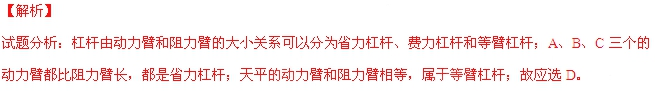 【解析】
试题分析：杠杆由动力臂和阻力臂的大小关系可以分为省力杠杆、费力杠杆和等臂杠杆；A、B、C 三个的
动力臂都比阻力臂长，都是省力杠杆；天平的动力臂和阻力臂相等，属于等臂杠杆；故应选 D。